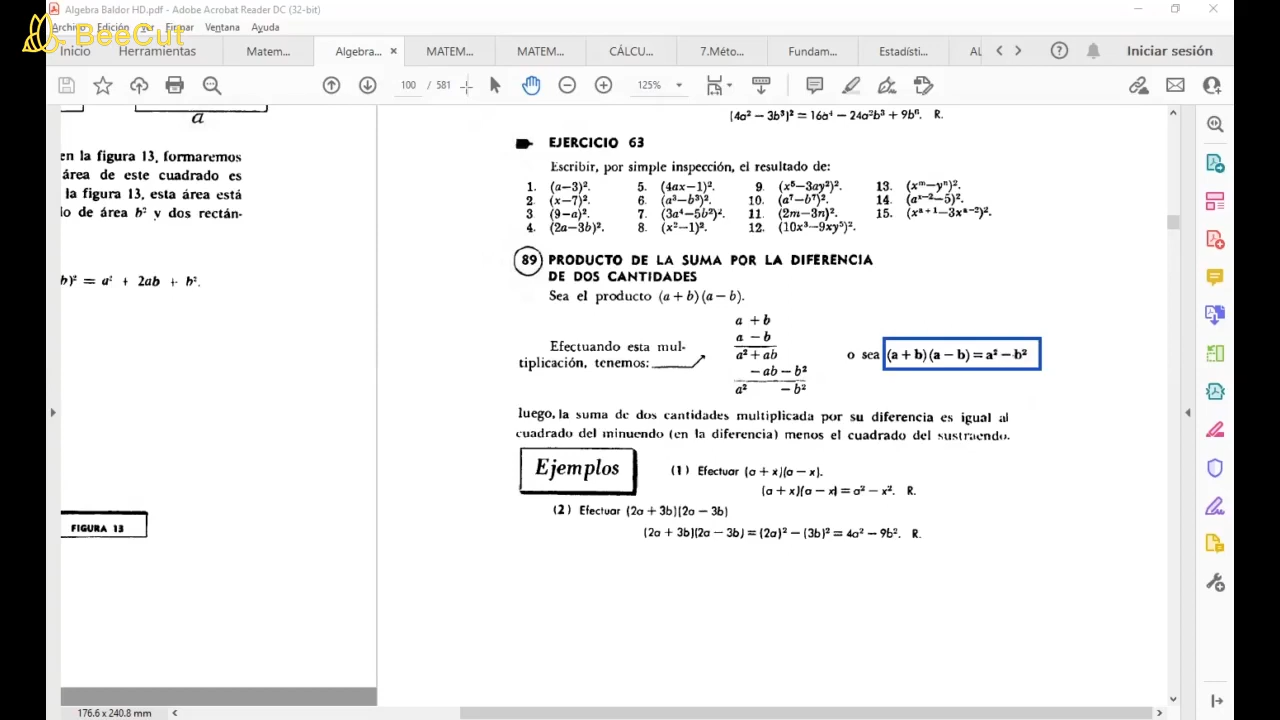 Algebra Baldor HD.pdf - Adobe Acrobat Reader DC (32-bit)
Archivo Edición Ver Firmar Ventana Ayuda
BeeCut
Inicio Herramientas Matem... Algebra... × MATEM... MATEM... CÁLCU... 7.Méto... Fundam... Estadísti... Iniciar sesión
100 / 581 125%
a
en la figura 13, formaremos
área de este cuadrado es
la figura 13, esta área está
lo de área b² y dos rectán-
b)² = a² + 2ab + b².
FIGURA 13
(4a² − 3b³)² = 16a⁴ − 24a²b³ + 9b⁶. R.
EJERCICIO 63
Escribir, por simple inspección, el resultado de:
1. (a−3)². 5. (4ax−1)². 9. (x⁵−3ay²)². 13. (xᵐ−yⁿ)².
2. (x−7)². 6. (a³−b³)². 10. (a⁷−b⁷)². 14. (aˣ⁻²−5)².
3 (9−a)². 7. (3a⁴−5b²)². 11. (2m−3n)². 15. (xᵃ⁺¹−3xᵃ⁻²)².
4. (2a−3b)². 8. (x²−1)². 12. (10x³−9xy⁵)².
89 PRODUCTO DE LA SUMA POR LA DIFERENCIA
DE DOS CANTIDADES
Sea el producto (a + b) (a − b).
a + b
a − b
Efectuando esta mul-
tiplicación, tenemos:
a² + ab
− ab − b²
a² − b²
o sea (a + b) (a − b) = a² − b²
luego, la suma de dos cantidades multiplicada por su diferencia es igual al
cuadrado del minuendo (en la diferencia) menos el cuadrado del sustraendo.
Ejemplos
(1) Efectuar (a + x)(a − x).
(a + x)(a − x) = a² − x². R.
(2) Efectuar (2a + 3b)(2a − 3b)
(2a + 3b)(2a − 3b) = (2a)² − (3b)² = 4a² − 9b². R.
176.6 x 240.8 mm